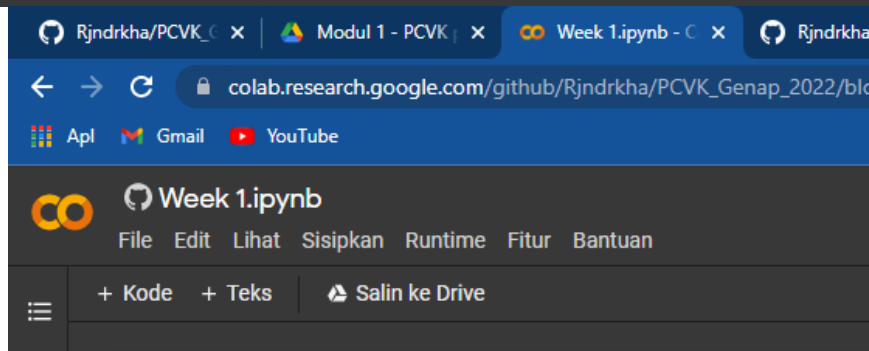 Rjndrkha/PCVK_G Modul 1 - PCVK p Week 1.ipynb - C Rjndrkha
colab.research.google.com/github/Rjndrkha/PCVK_Genap_2022/blo
Apl Gmail YouTube
Week 1.ipynb
File Edit Lihat Sisipkan Runtime Fitur Bantuan
+ Kode + Teks Salin ke Drive